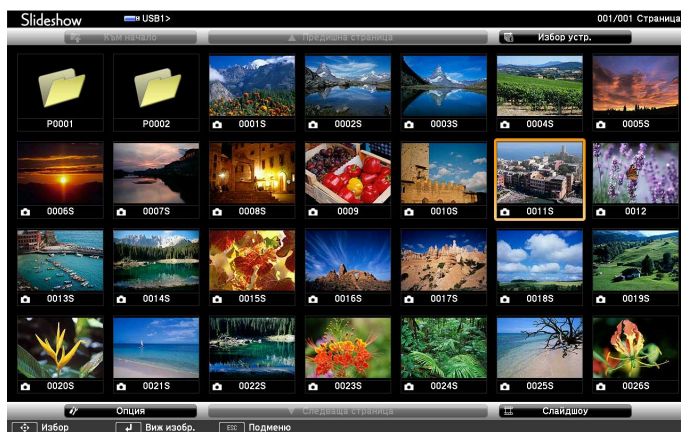 Slideshow USB1> 001/001 Страница
Към начало Предишна страница Избор устр.
P0001 P0002 0001S 0002S 0003S 0004S 0005S
0006S 0007S 0008S 0009 0010S 0011S 0012
0013S 0014S 0015S 0016S 0017S 0018S 0019S
0020S 0021S 0022S 0023S 0024S 0025S 0026S
Опция Следваща страница Слайдшоу
Избор Виж изобр. ESC Подменю